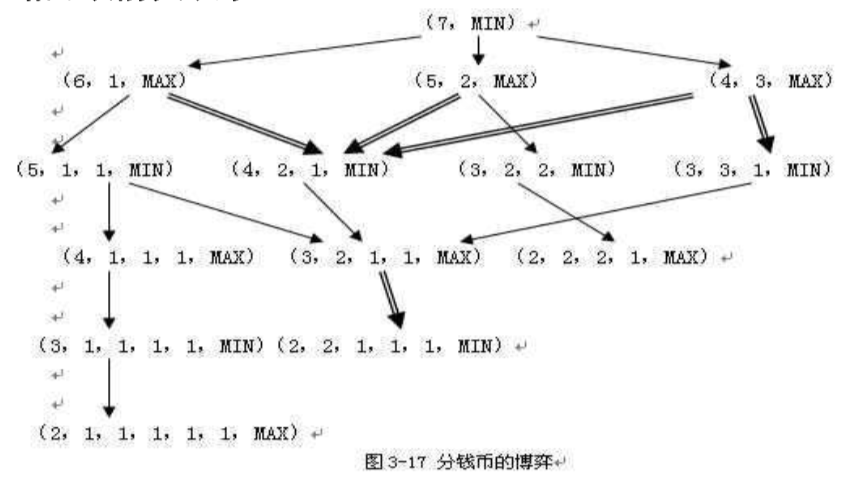 (7, MIN) ↵
↵
(6, 1, MAX) (5, 2, MAX) (4, 3, MAX)
↵
↵
(5, 1, 1, MIN) (4, 2, 1, MIN) (3, 2, 2, MIN) (3, 3, 1, MIN)
↵
↵
(4, 1, 1, 1, MAX) (3, 2, 1, 1, MAX) (2, 2, 2, 1, MAX) ↵
↵
↵
(3, 1, 1, 1, 1, MIN) (2, 2, 1, 1, 1, MIN) ↵
↵
↵
(2, 1, 1, 1, 1, 1, MAX) ↵
图 3-17 分钱币的博弈↵